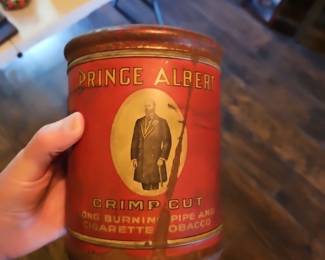 PRINCE ALBERT
CRIMP CUT
LONG BURNING PIPE AND
CIGARETTE TOBACCO